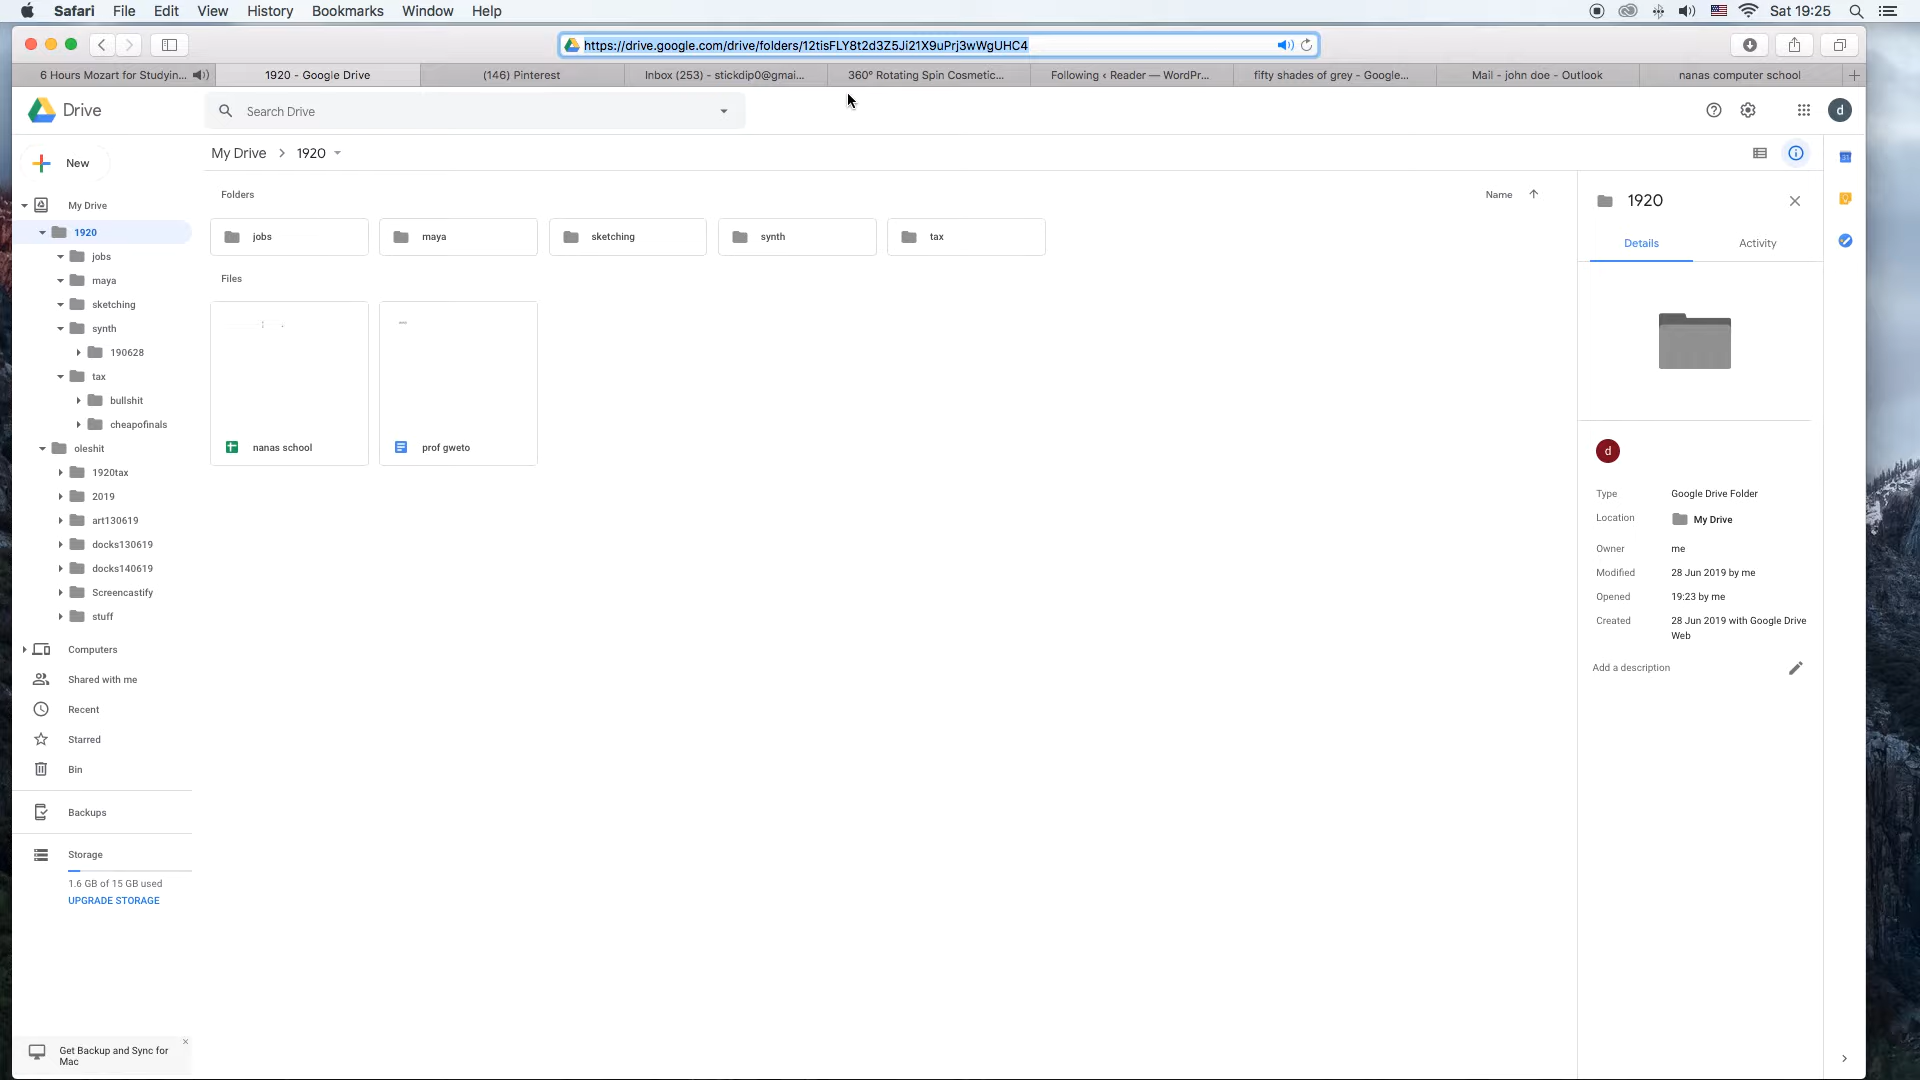 Safari File Edit View History Bookmarks Window Help Sat 19:25
https://drive.google.com/drive/folders/12tisFLY8t2d3Z5Ji21X9uPrj3wWgUHC4
6 Hours Mozart for Studyin... 1920 - Google Drive (146) Pinterest Inbox (253) - stickdip0@gmai... 360° Rotating Spin Cosmetic... Following ‹ Reader — WordPr... fifty shades of grey - Google... Mail - john doe - Outlook nanas computer school
Drive
Search Drive
d
New
My Drive > 1920
My Drive
1920
jobs
maya
sketching
synth
190628
tax
bullshit
cheapofinals
oleshit
1920tax
2019
art130619
docks130619
docks140619
Screencastify
stuff
Computers
Shared with me
Recent
Starred
Bin
Backups
Storage
1.6 GB of 15 GB used
UPGRADE STORAGE
Get Backup and Sync for
Mac
Folders Name
jobs maya sketching synth tax
Files
nanas school prof gweto
1920
Details Activity
d
Type Google Drive Folder
Location My Drive
Owner me
Modified 28 Jun 2019 by me
Opened 19:23 by me
Created 28 Jun 2019 with Google Drive
Web
Add a description
31